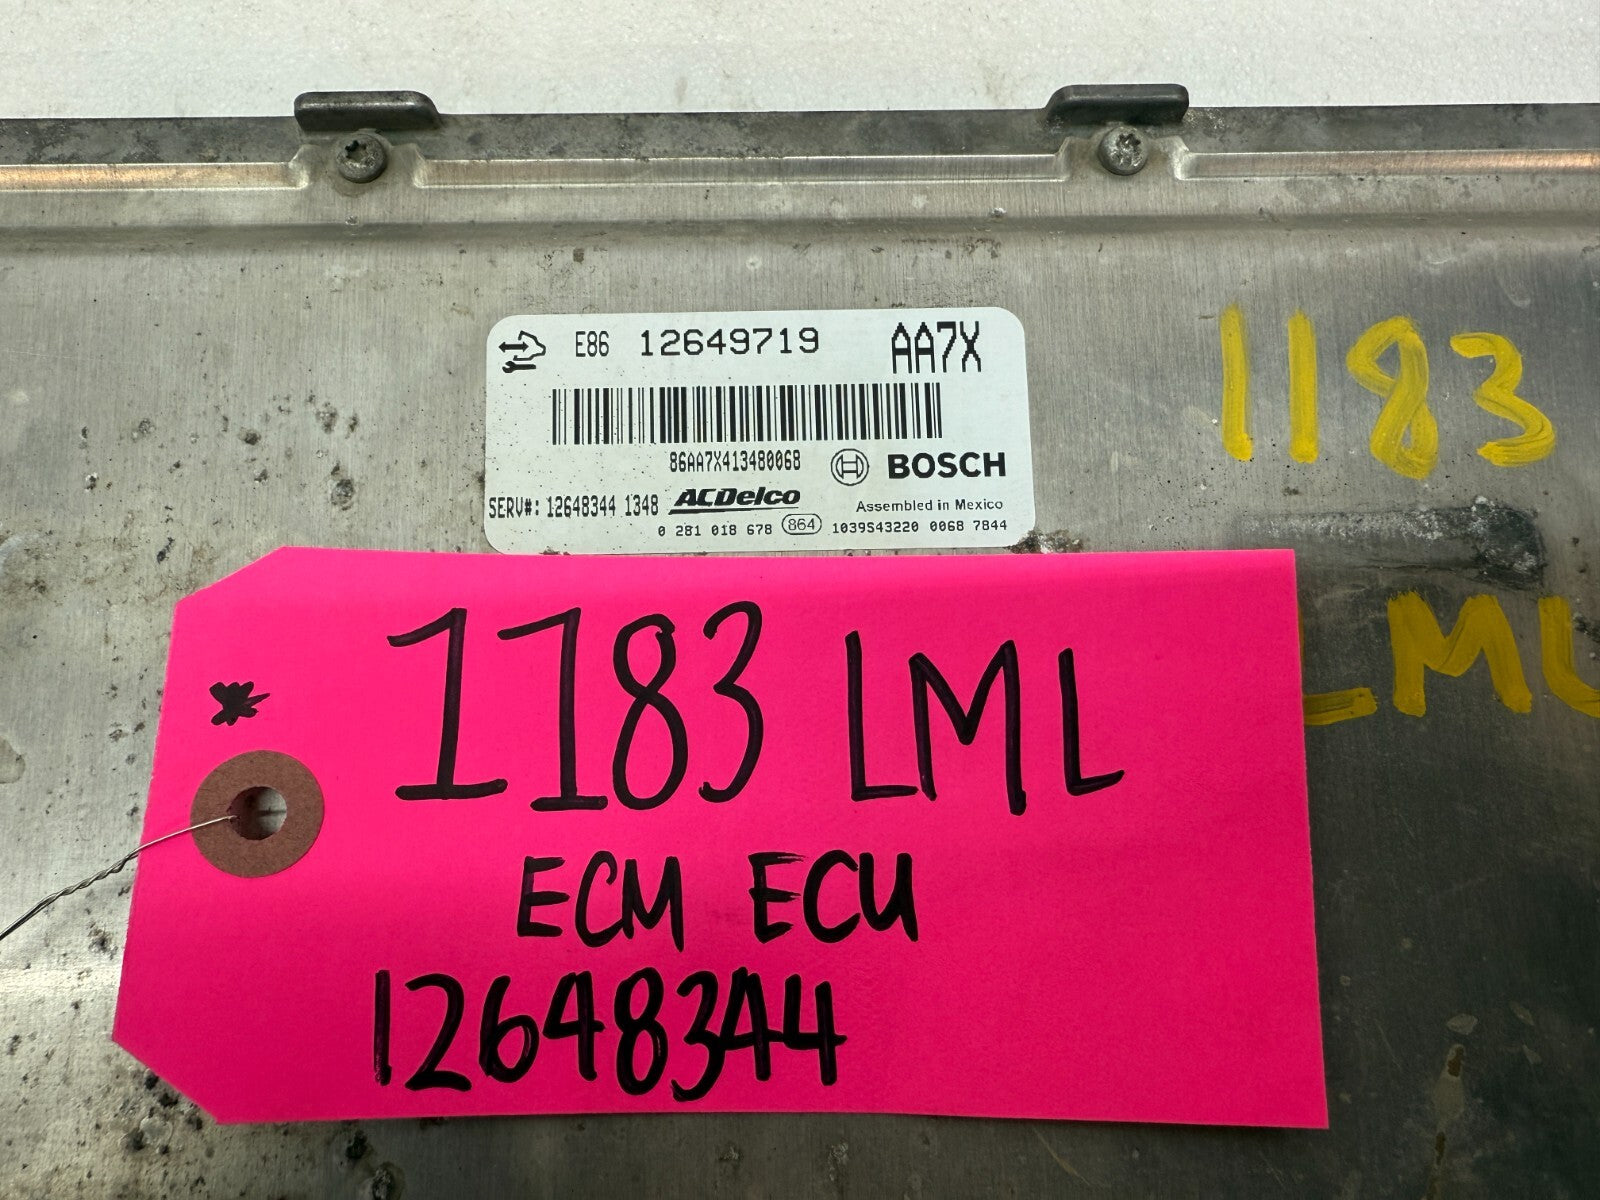 E86 12649719 AA7X
86AA7X413480068 BOSCH
SERV#: 12648344 1348 ACDelco Assembled in Mexico
0 281 018 678 864 1039S43220 0068 7844
1183
LML
1183 LML
ECM ECU
12648344